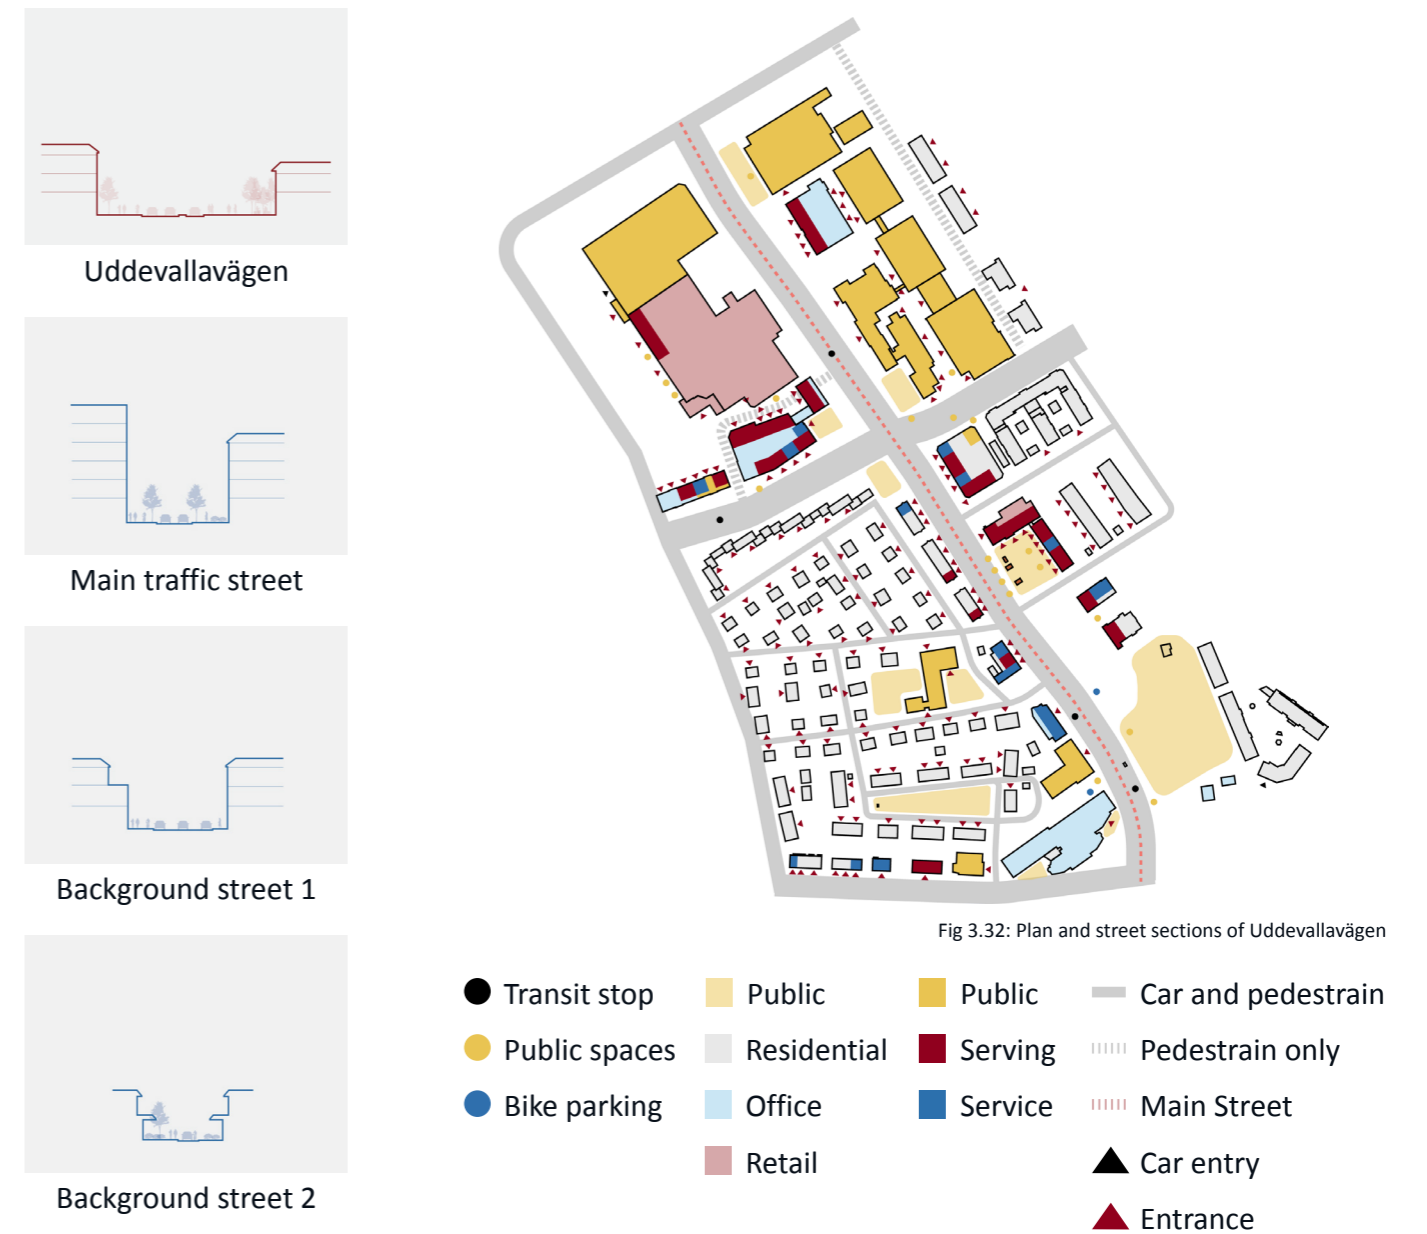 Uddevallavägen
Main traffic street
Background street 1
Background street 2
Fig 3.32: Plan and street sections of Uddevallavägen
Transit stop
Public spaces
Bike parking
Public
Residential
Office
Retail
Public
Serving
Service
Car and pedestrain
Pedestrain only
Main Street
Car entry
Entrance